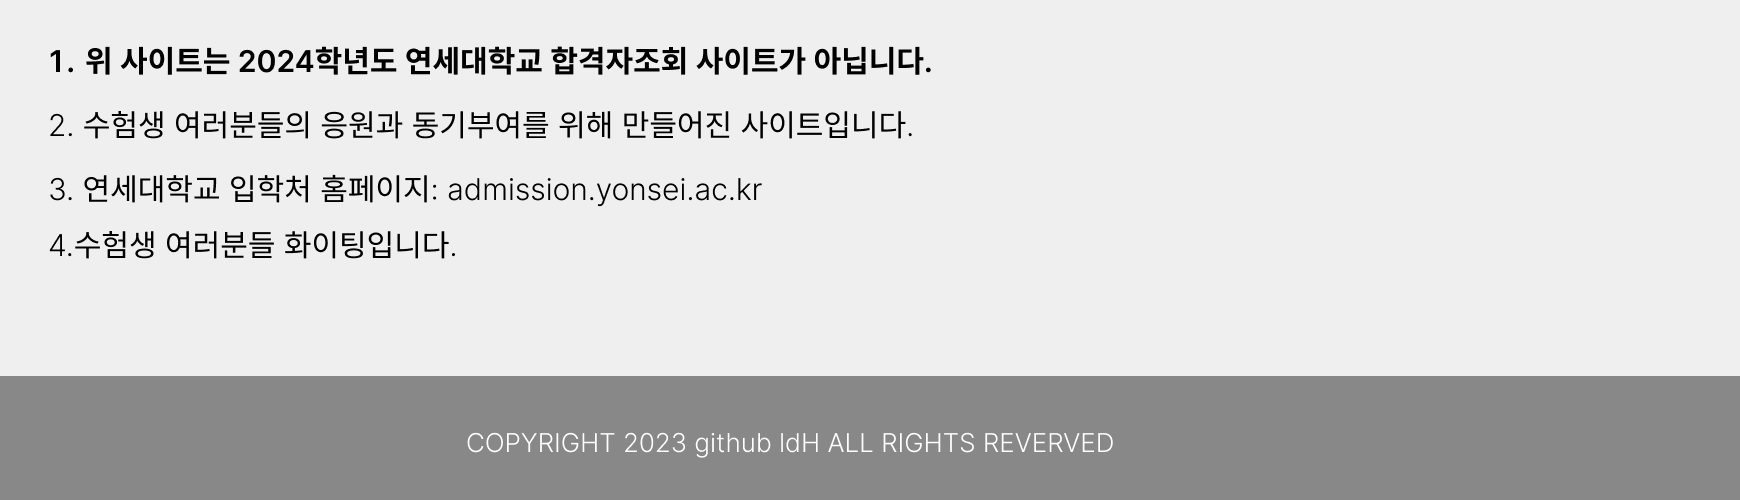 1. 위 사이트는 2024학년도 연세대학교 합격자조회 사이트가 아닙니다.
2. 수험생 여러분들의 응원과 동기부여를 위해 만들어진 사이트입니다.
3. 연세대학교 입학처 홈페이지: admission.yonsei.ac.kr
4.수험생 여러분들 화이팅입니다.
COPYRIGHT 2023 github ldH ALL RIGHTS REVERVED